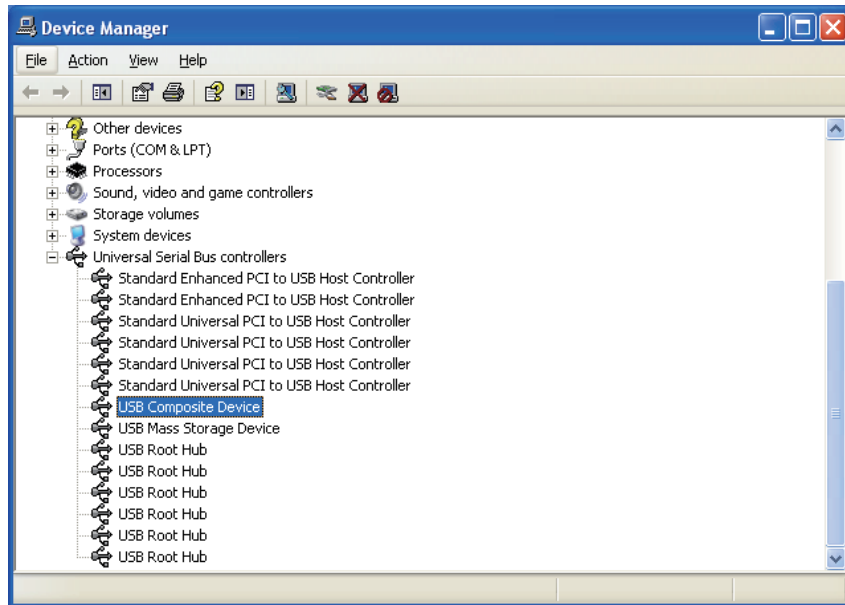 Device Manager
File Action View Help
Other devices
Ports (COM & LPT)
Processors
Sound, video and game controllers
Storage volumes
System devices
Universal Serial Bus controllers
Standard Enhanced PCI to USB Host Controller
Standard Enhanced PCI to USB Host Controller
Standard Universal PCI to USB Host Controller
Standard Universal PCI to USB Host Controller
Standard Universal PCI to USB Host Controller
Standard Universal PCI to USB Host Controller
USB Composite Device
USB Mass Storage Device
USB Root Hub
USB Root Hub
USB Root Hub
USB Root Hub
USB Root Hub
USB Root Hub